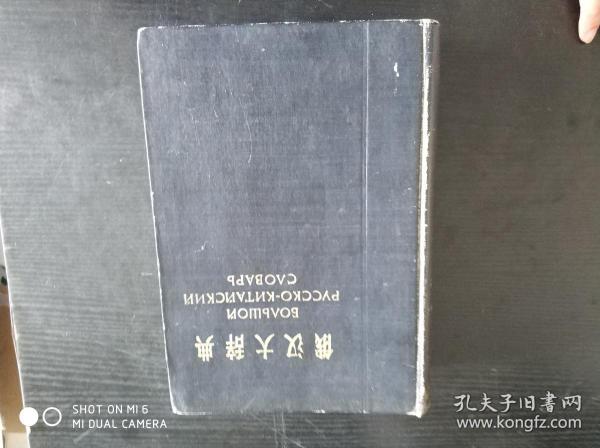 俄汉大辞典
БОЛЬШОЙ
РУССКО-КИТАЙСКИЙ
СЛОВАРЬ
SHOT ON MI 6
MI DUAL CAMERA
孔夫子旧书网
www.kongfz.com